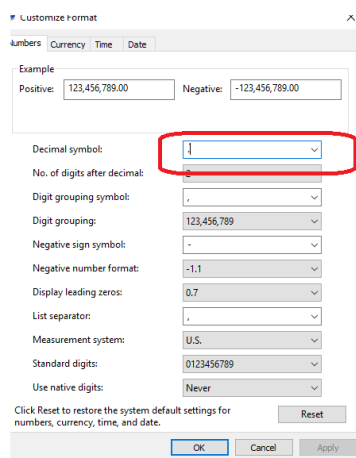 Customize Format
Numbers Currency Time Date
Example
Positive: 123,456,789.00 Negative: -123,456,789.00
Decimal symbol: .
No. of digits after decimal: 2
Digit grouping symbol: ,
Digit grouping: 123,456,789
Negative sign symbol: -
Negative number format: -1.1
Display leading zeros: 0.7
List separator: ,
Measurement system: U.S.
Standard digits: 0123456789
Use native digits: Never
Click Reset to restore the system default settings for
numbers, currency, time, and date.
Reset
OK Cancel Apply